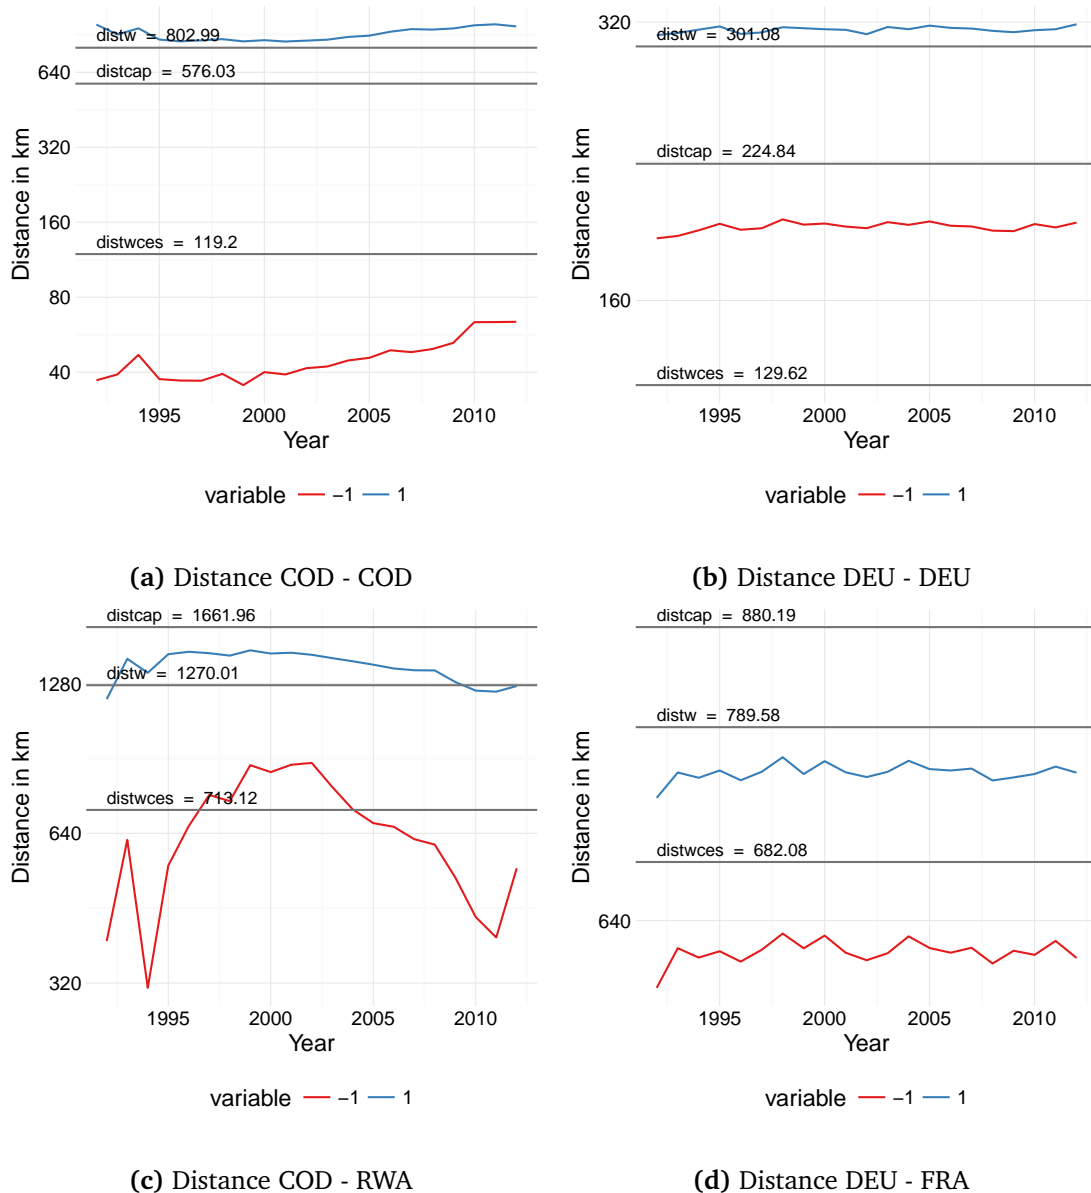 distw = 802.99
640
distcap = 576.03
320
160
distwces = 119.2
80
40
Distance in km
1995 2000 2005 2010
Year
variable −1 1
(a) Distance COD - COD
320
distw = 301.08
distcap = 224.84
160
distwces = 129.62
Distance in km
1995 2000 2005 2010
Year
variable −1 1
(b) Distance DEU - DEU
distcap = 1661.96
distw = 1270.01
1280
distwces = 713.12
640
320
Distance in km
1995 2000 2005 2010
Year
variable −1 1
(c) Distance COD - RWA
distcap = 880.19
distw = 789.58
distwces = 682.08
640
Distance in km
1995 2000 2005 2010
Year
variable −1 1
(d) Distance DEU - FRA